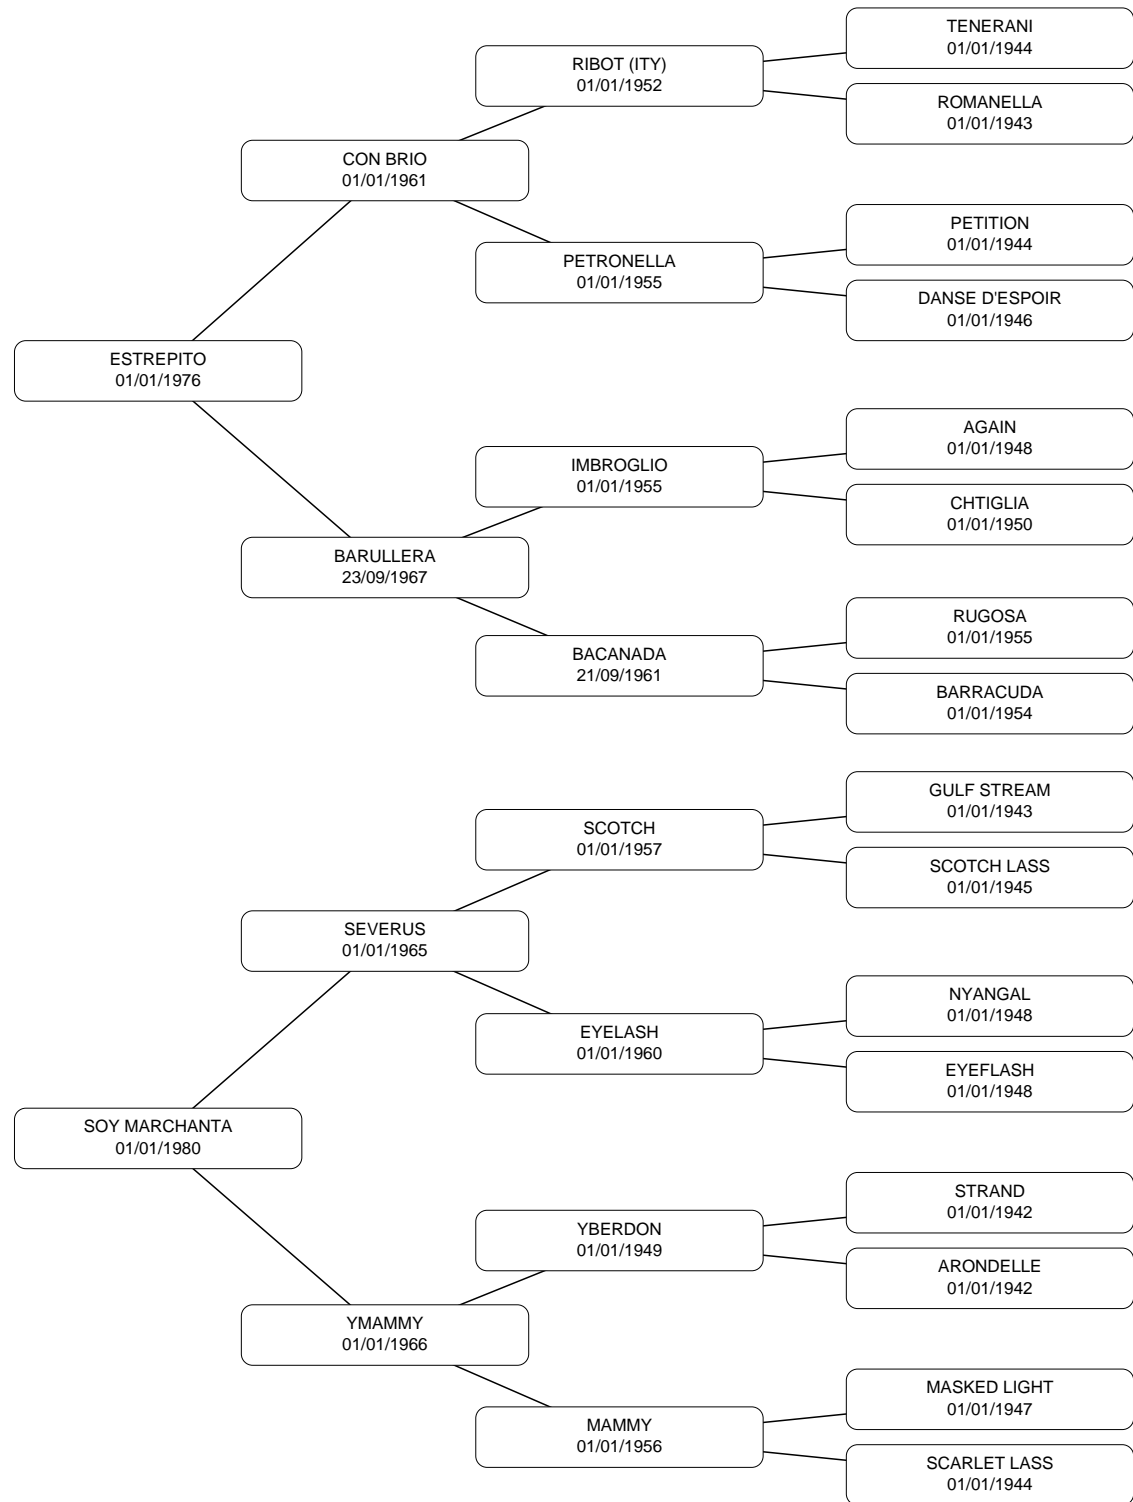 TENERANI
01/01/1944
RIBOT (ITY)
01/01/1952
ROMANELLA
01/01/1943
CON BRIO
01/01/1961
PETITION
01/01/1944
PETRONELLA
01/01/1955
DANSE D'ESPOIR
01/01/1946
ESTREPITO
01/01/1976
AGAIN
01/01/1948
IMBROGLIO
01/01/1955
CHTIGLIA
01/01/1950
BARULLERA
23/09/1967
RUGOSA
01/01/1955
BACANADA
21/09/1961
BARRACUDA
01/01/1954
GULF STREAM
01/01/1943
SCOTCH
01/01/1957
SCOTCH LASS
01/01/1945
SEVERUS
01/01/1965
NYANGAL
01/01/1948
EYELASH
01/01/1960
EYEFLASH
01/01/1948
SOY MARCHANTA
01/01/1980
STRAND
01/01/1942
YBERDON
01/01/1949
ARONDELLE
01/01/1942
YMAMMY
01/01/1966
MASKED LIGHT
01/01/1947
MAMMY
01/01/1956
SCARLET LASS
01/01/1944